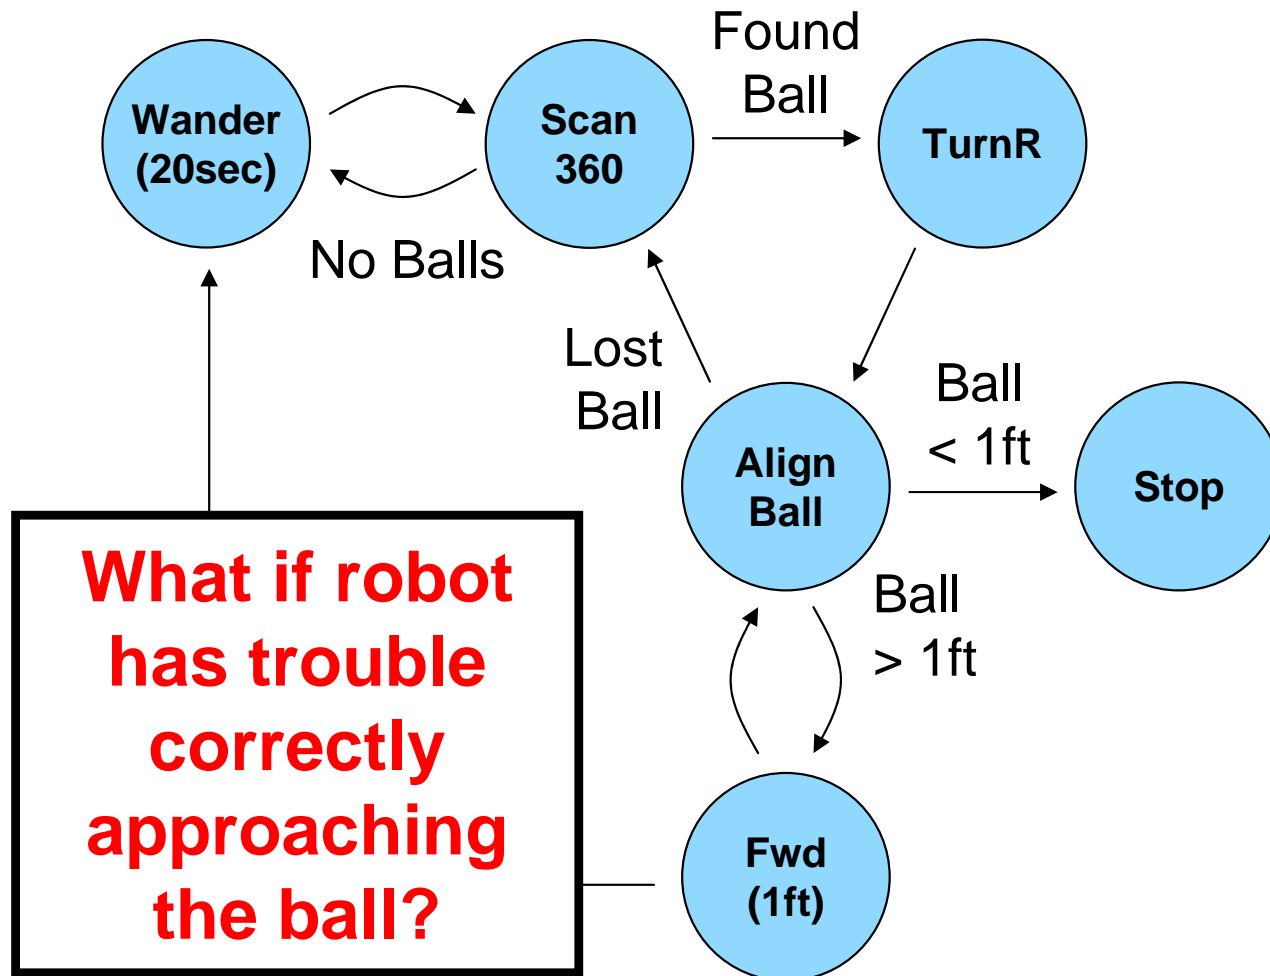 Found
Ball
Wander
(20sec)
Scan
360
TurnR
No Balls
Lost
Ball
Ball
< 1ft
Align
Ball
Stop
What if robot
has trouble
correctly
approaching
the ball?
Ball
> 1ft
Fwd
(1ft)